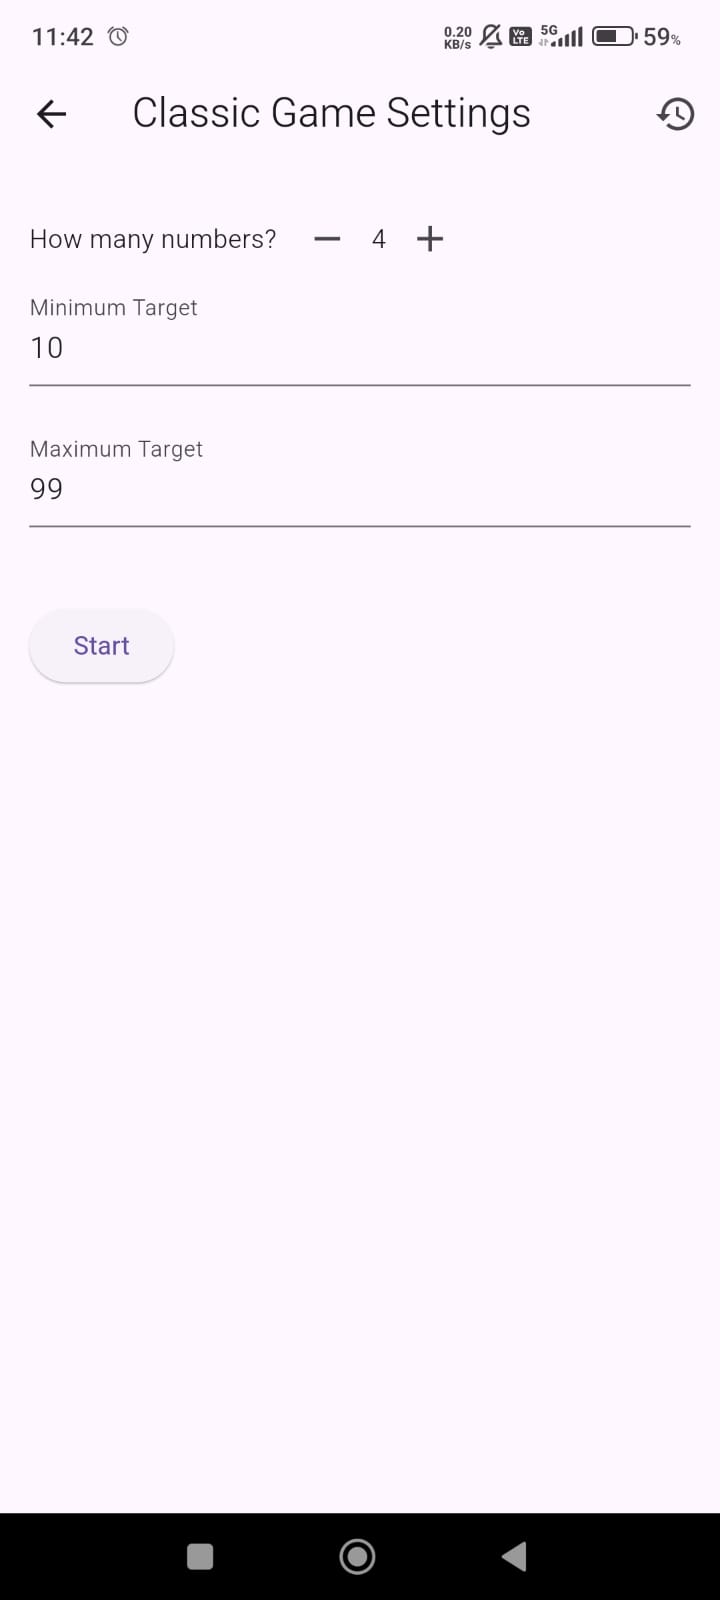 11:42 0.20 KB/s Vo LTE 5G 59%
Classic Game Settings
How many numbers? − 4 +
Minimum Target
10
Maximum Target
99
Start